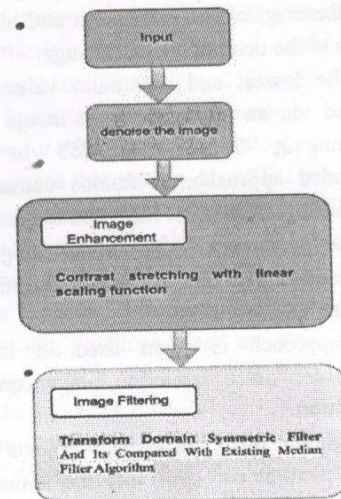 Input
denoise the image
Image
Enhancement
Contrast stretching with linear
scaling function
Image Filtering
Transform Domain Symmetric Filter
And Its Compared With Existing Median
Filter Algorithm